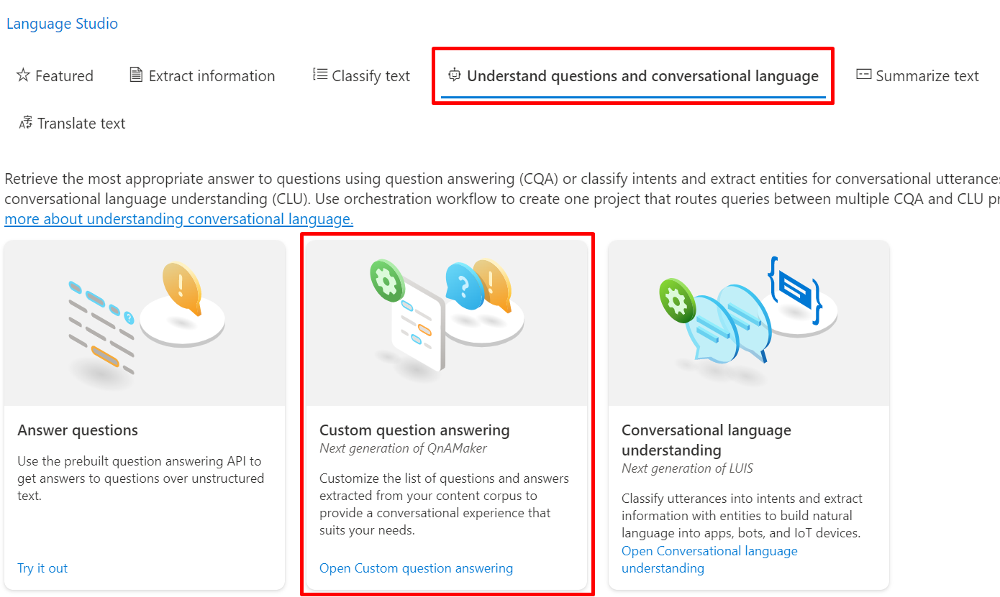 Language Studio
Featured
Extract information
Classify text
Understand questions and conversational language
Summarize text
Translate text
Retrieve the most appropriate answer to questions using question answering (CQA) or classify intents and extract entities for conversational utterances
conversational language understanding (CLU). Use orchestration workflow to create one project that routes queries between multiple CQA and CLU
more about understanding conversational language.
Answer questions
Use the prebuilt question answering API to
get answers to questions over unstructured
text.
Try it out
Custom question answering
Next generation of QnAMaker
Customize the list of questions and answers
extracted from your content corpus to
provide a conversational experience that
suits your needs.
Open Custom question answering
Conversational language
understanding
Next generation of LUIS
Classify utterances into intents and extract
information with entities to build natural
language into apps, bots, and IoT devices.
Open Conversational language
understanding